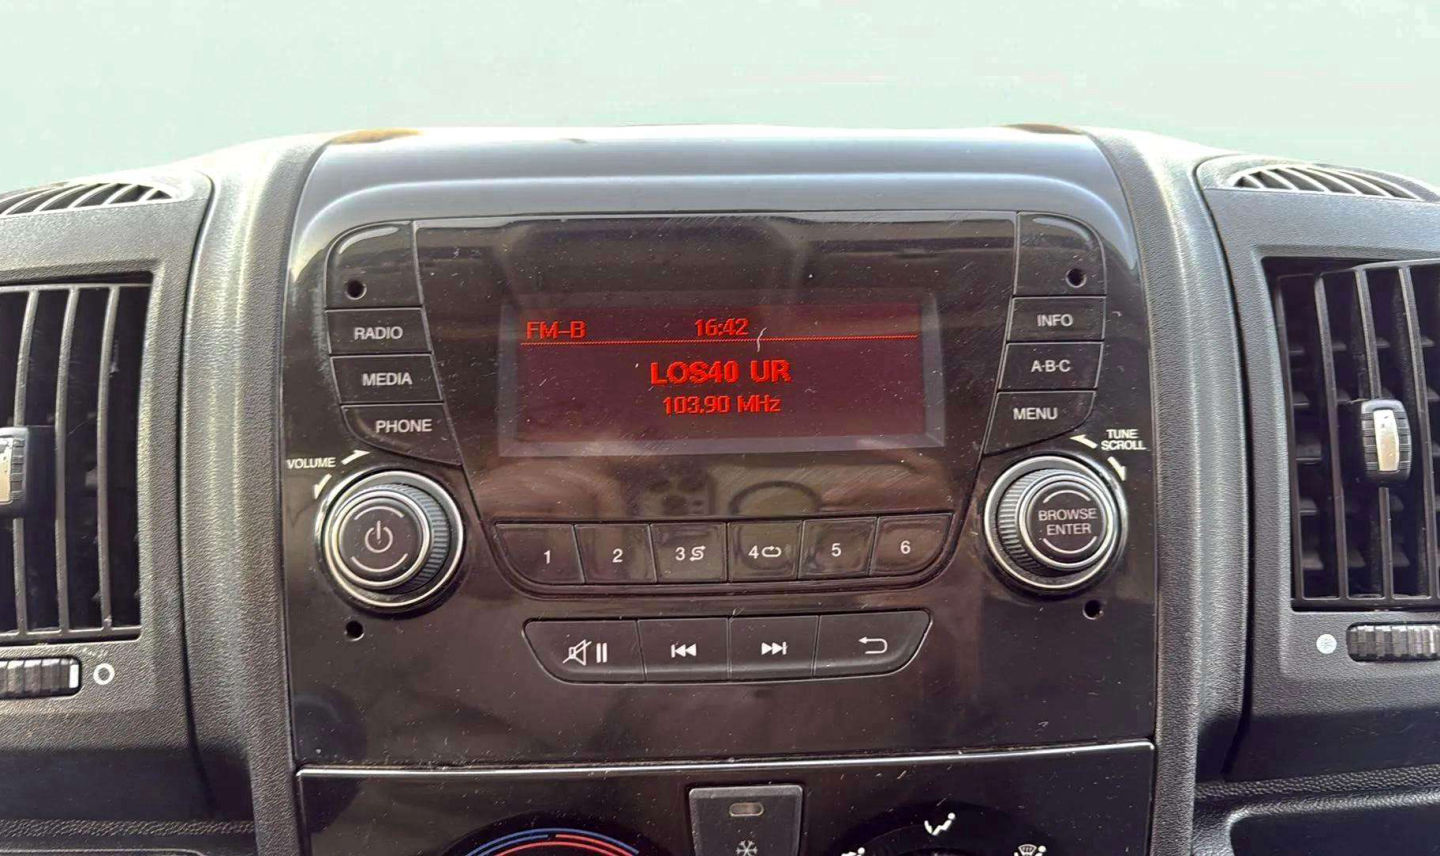 FM-B 16:42
LOS40 UR
103.90 MHz
RADIO
MEDIA
PHONE
VOLUME
INFO
A·B·C
MENU
TUNE
SCROLL
BROWSE
ENTER
1 2 3 4 5 6